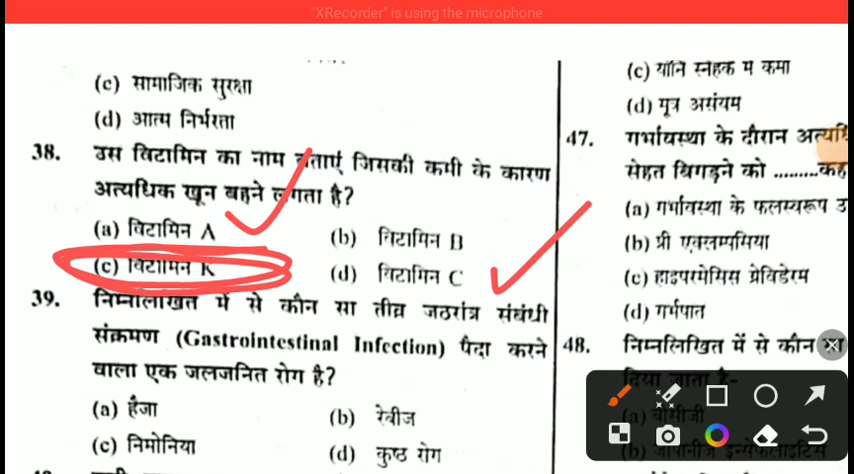 "XRecorder" is using the microphone
(c) सामाजिक सुरक्षा
(d) आत्म निर्भरता
38. उस विटामिन का नाम बताएं जिसकी कमी के कारण
अत्यधिक खून बहने लगता है?
(a) विटामिन A
(b) विटामिन B
(c) विटामिन K
(d) विटामिन C
39. निम्नलिखित में से कौन सा तीव्र जठरांत्र संबंधी
संक्रमण (Gastrointestinal Infection) पैदा करने
वाला एक जलजनित रोग है?
(a) हैजा
(b) रेबीज
(c) निमोनिया
(d) कुष्ठ रोग
(c) योनि स्नेहक में कमी
(d) मूत्र असंयम
47. गर्भावस्था के दौरान
सेहत बिगड़ने को .........
(a) गर्भावस्था के फलस्वरूप
(b) प्री एक्लम्पसिया
(c) हाइपरमेसिस ग्रेविडेरम
(d) गर्भपात
48. निम्नलिखित में से कौन सा
दिया जाता है-
(a) बीसीजी
(b) जापानीज